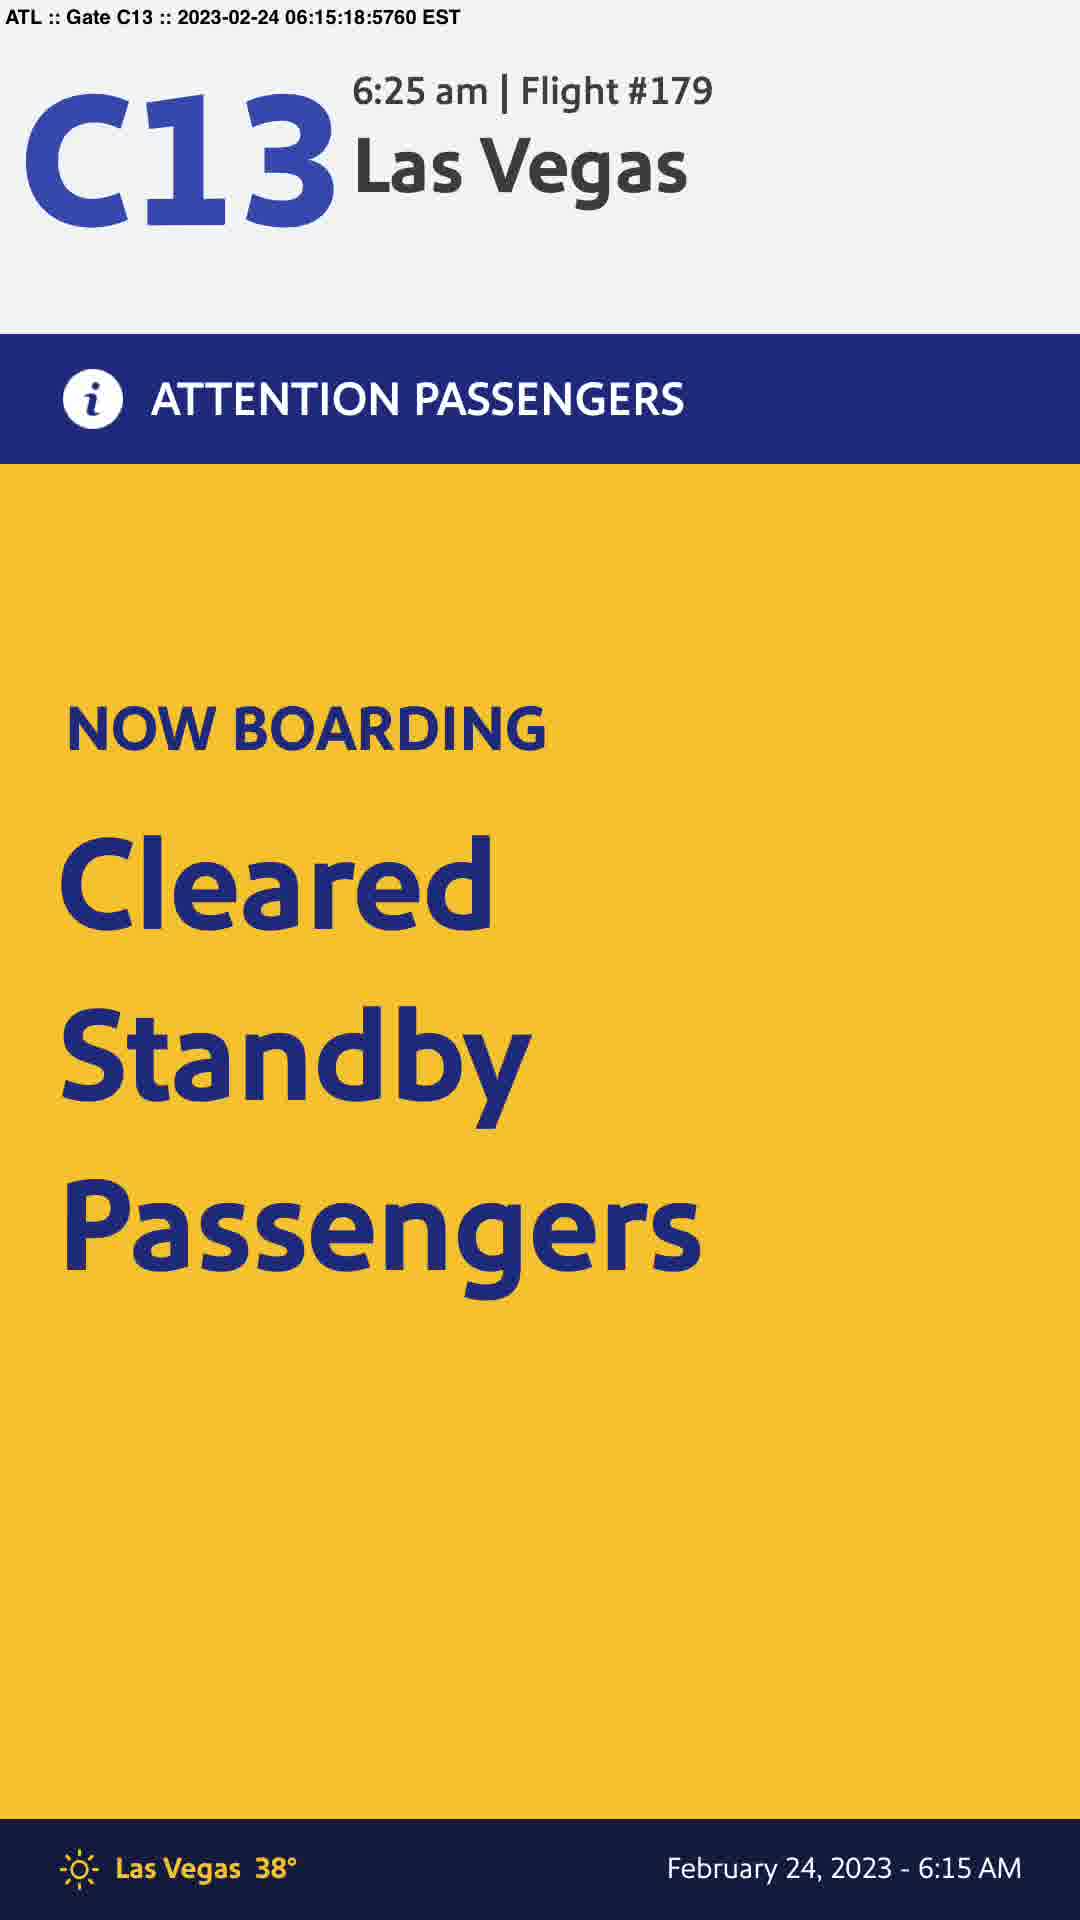 ATL :: Gate C13 :: 2023-02-24 06:15:18:5760 EST
C13
6:25 am | Flight #179
Las Vegas
i ATTENTION PASSENGERS
NOW BOARDING
Cleared
Standby
Passengers
Las Vegas 38°
February 24, 2023 - 6:15 AM